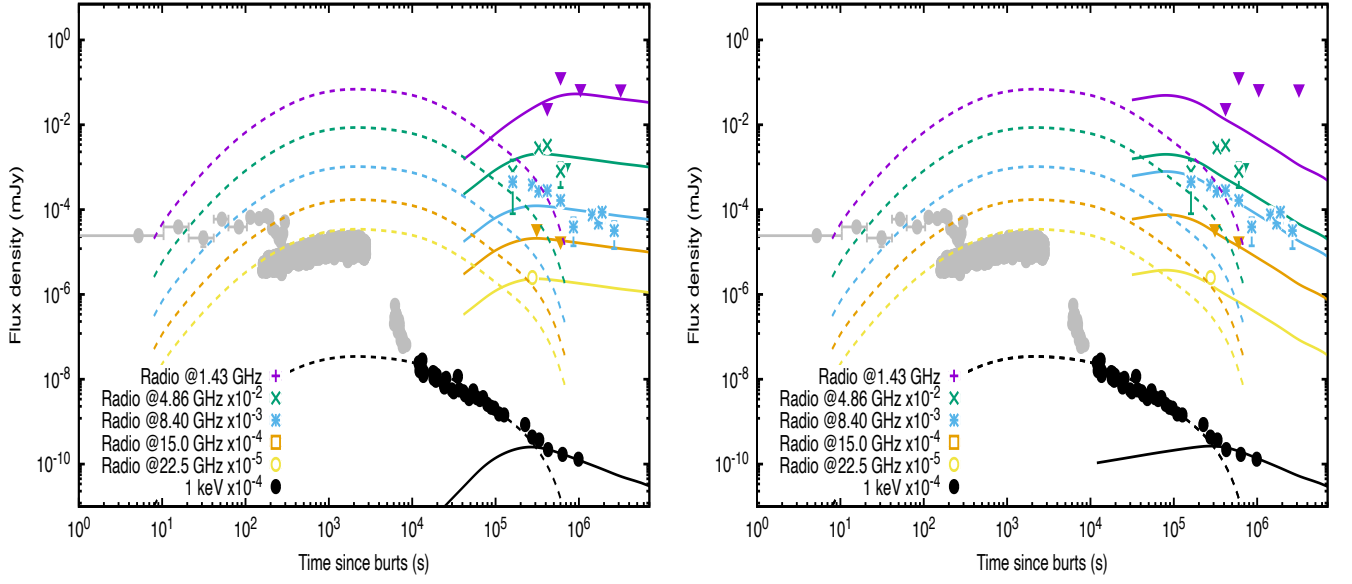 10^0
10^-2
10^-4
10^-6
10^-8
10^-10
Flux density (mJy)
Radio @1.43 GHz
Radio @4.86 GHz x10^-2
Radio @8.40 GHz x10^-3
Radio @15.0 GHz x10^-4
Radio @22.5 GHz x10^-5
1 keV x10^-4
10^0 10^1 10^2 10^3 10^4 10^5 10^6
Time since burts (s)
10^0
10^-2
10^-4
10^-6
10^-8
10^-10
Flux density (mJy)
Radio @1.43 GHz
Radio @4.86 GHz x10^-2
Radio @8.40 GHz x10^-3
Radio @15.0 GHz x10^-4
Radio @22.5 GHz x10^-5
1 keV x10^-4
10^0 10^1 10^2 10^3 10^4 10^5 10^6
Time since burts (s)